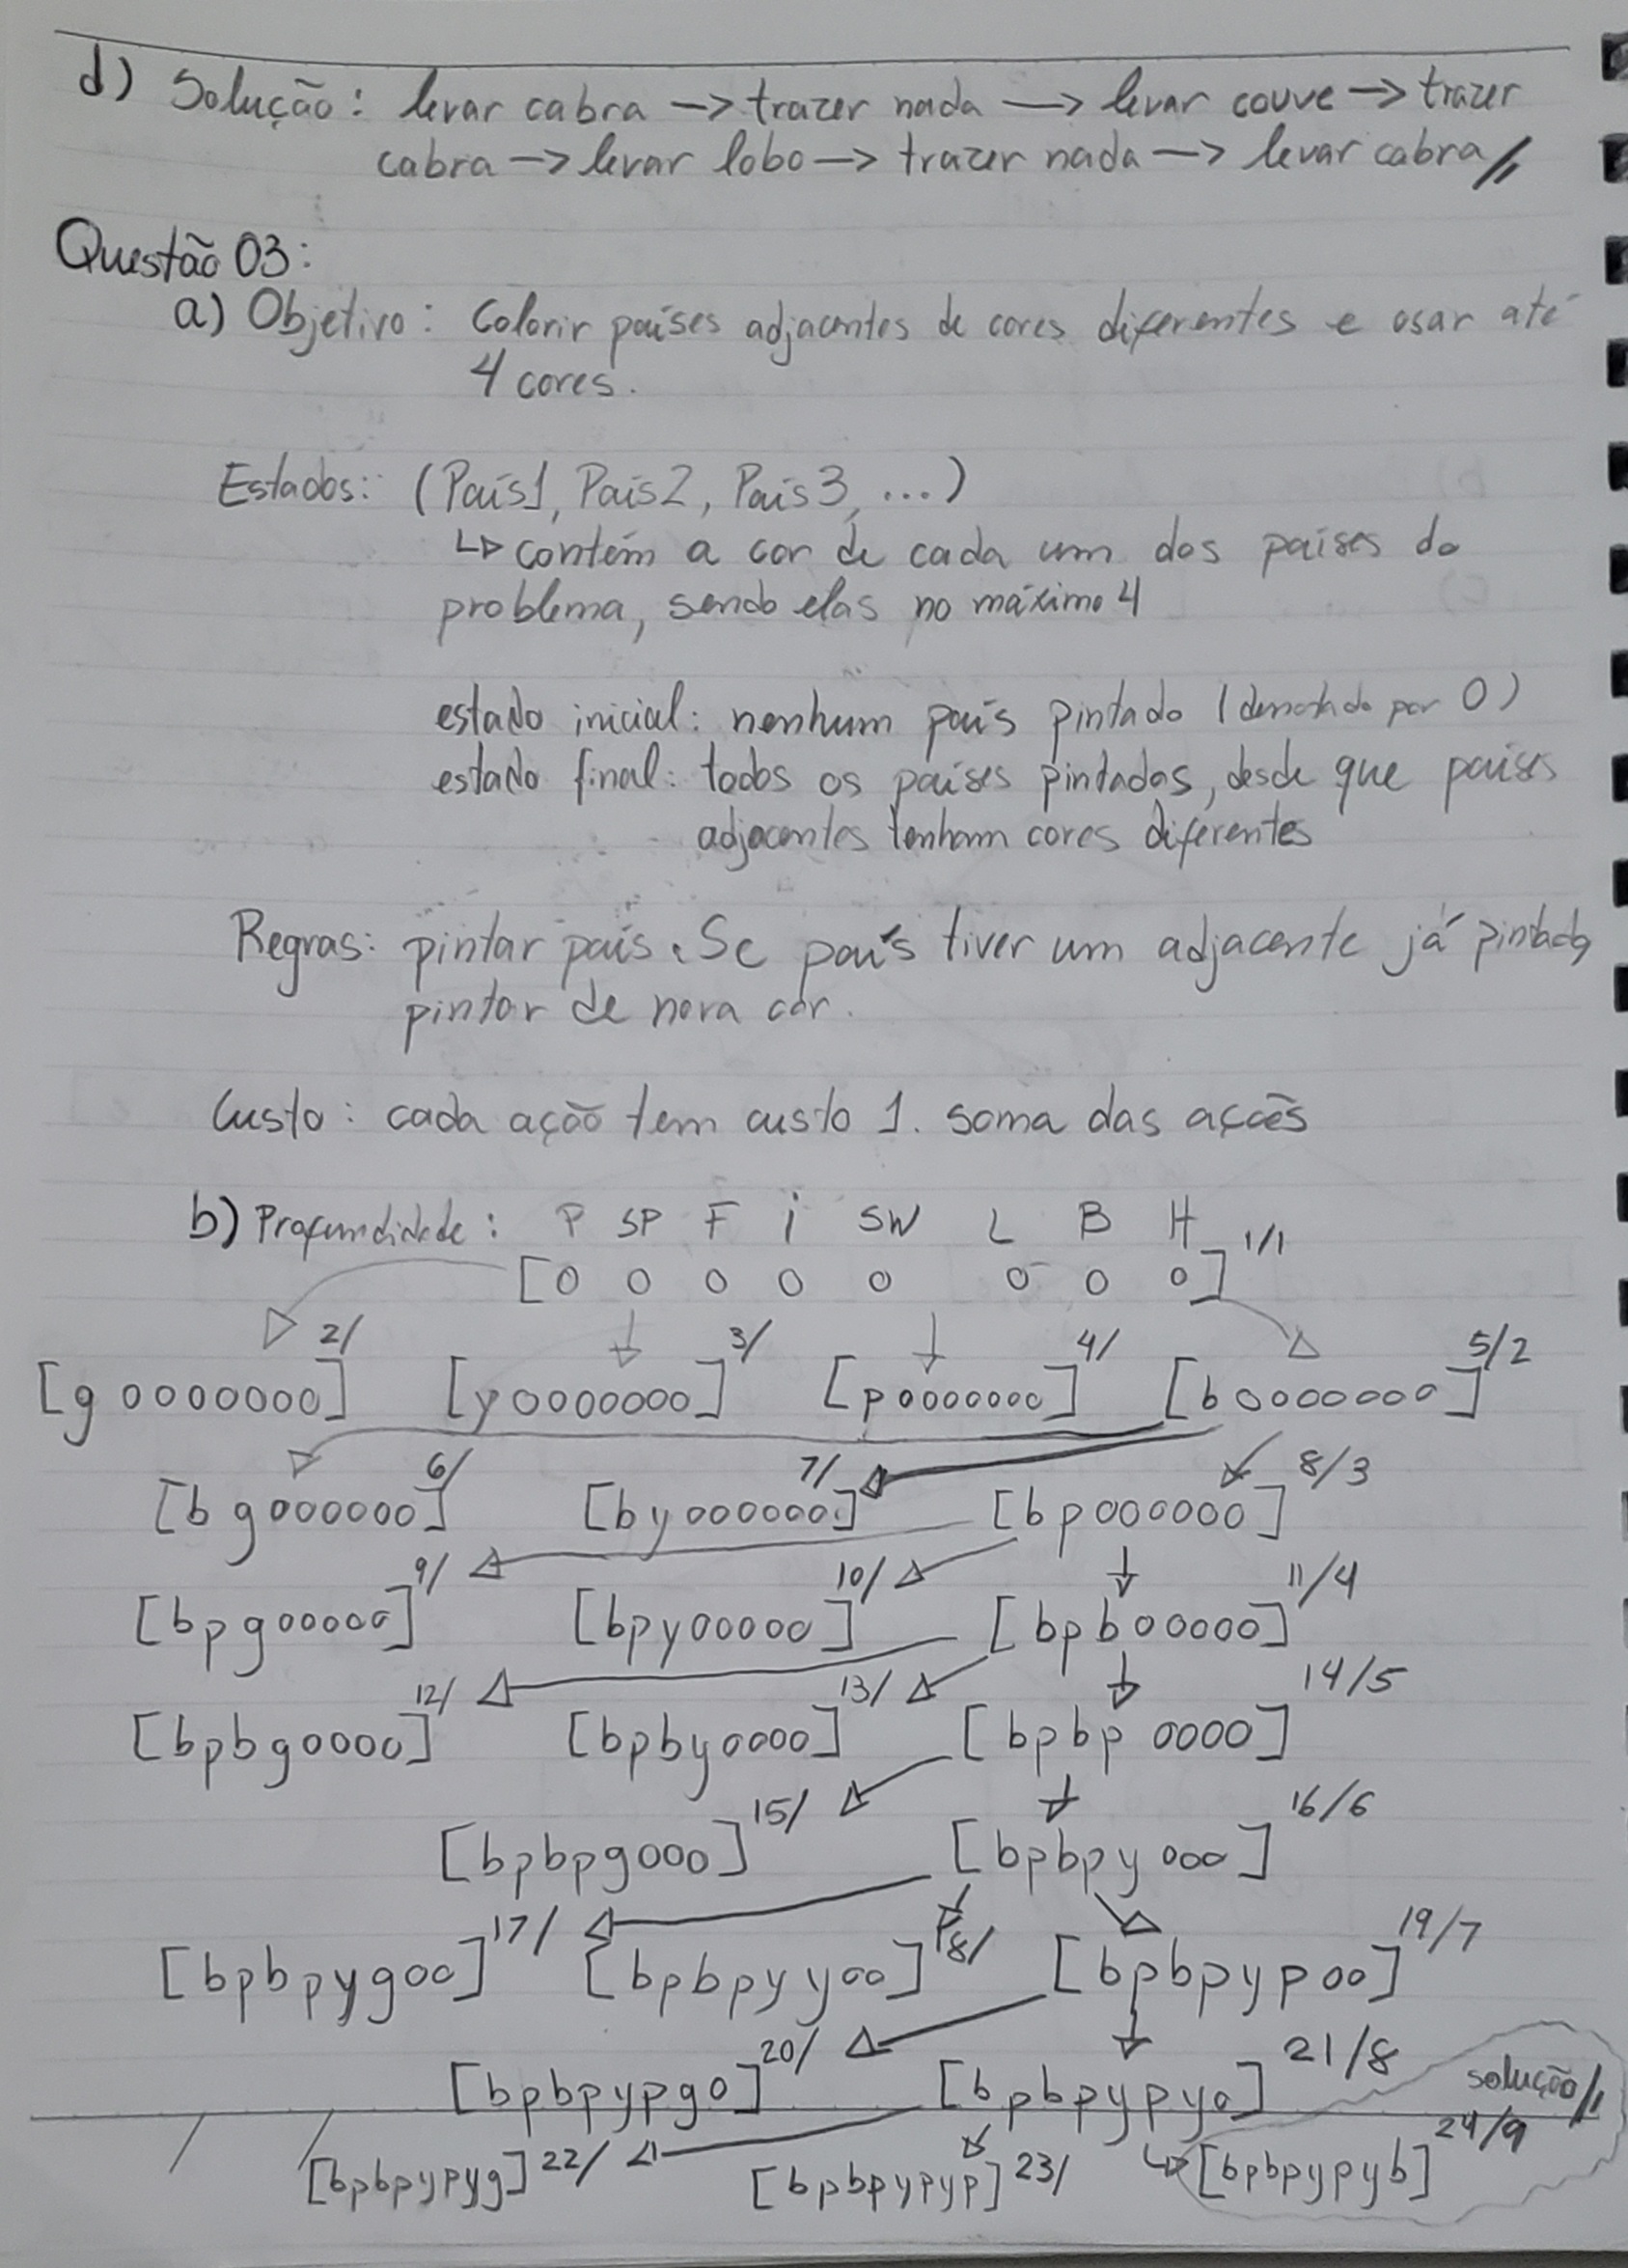 d) Solução: levar cabra -> trazer nada -> levar couve -> trazer
cabra -> levar lobo -> trazer nada -> levar cabra //
Questão 03:
a) Objetivo: Colorir países adjacentes de cores diferentes e usar até
4 cores.
Estados: (País1, País2, País3, ...)
↳ contém a cor de cada um dos países do
problema, sendo elas no máximo 4
estado inicial: nenhum país pintado (denotado por 0)
estado final: todos os países pintados, desde que países
adjacentes tenham cores diferentes
Regras: pintar país. Se país tiver um adjacente já pintado,
pintar de nova cor.
Custo: cada ação tem custo 1. soma das ações
b) Profundidade: P SP F i SW L B H
[0 0 0 0 0 0 0 0] 1/1
[g 0000000] 2/ [y 0000000] 3/ [p 0000000] 4/ [b 0000000] 5/2
[bg000000] 6/ [by000000] 7/ [bp000000] 8/3
[bpg00000] 9/ [bpy00000] 10/ [bpb00000] 11/4
[bpbg0000] 12/ [bpby0000] 13/ [bpbp 0000] 14/5
[bpbpg000] 15/ [bpbpy000] 16/6
[bpbpyg00] 17/ [bpbpyy00] 18/ [bpbpyp00] 19/7
[bpbpypg0] 20/ [bpbpypy0] 21/8 solução //
[bpbpypyg] 22/ [bpbpypyp] 23/ ↳ [bpbpypyb] 24/9